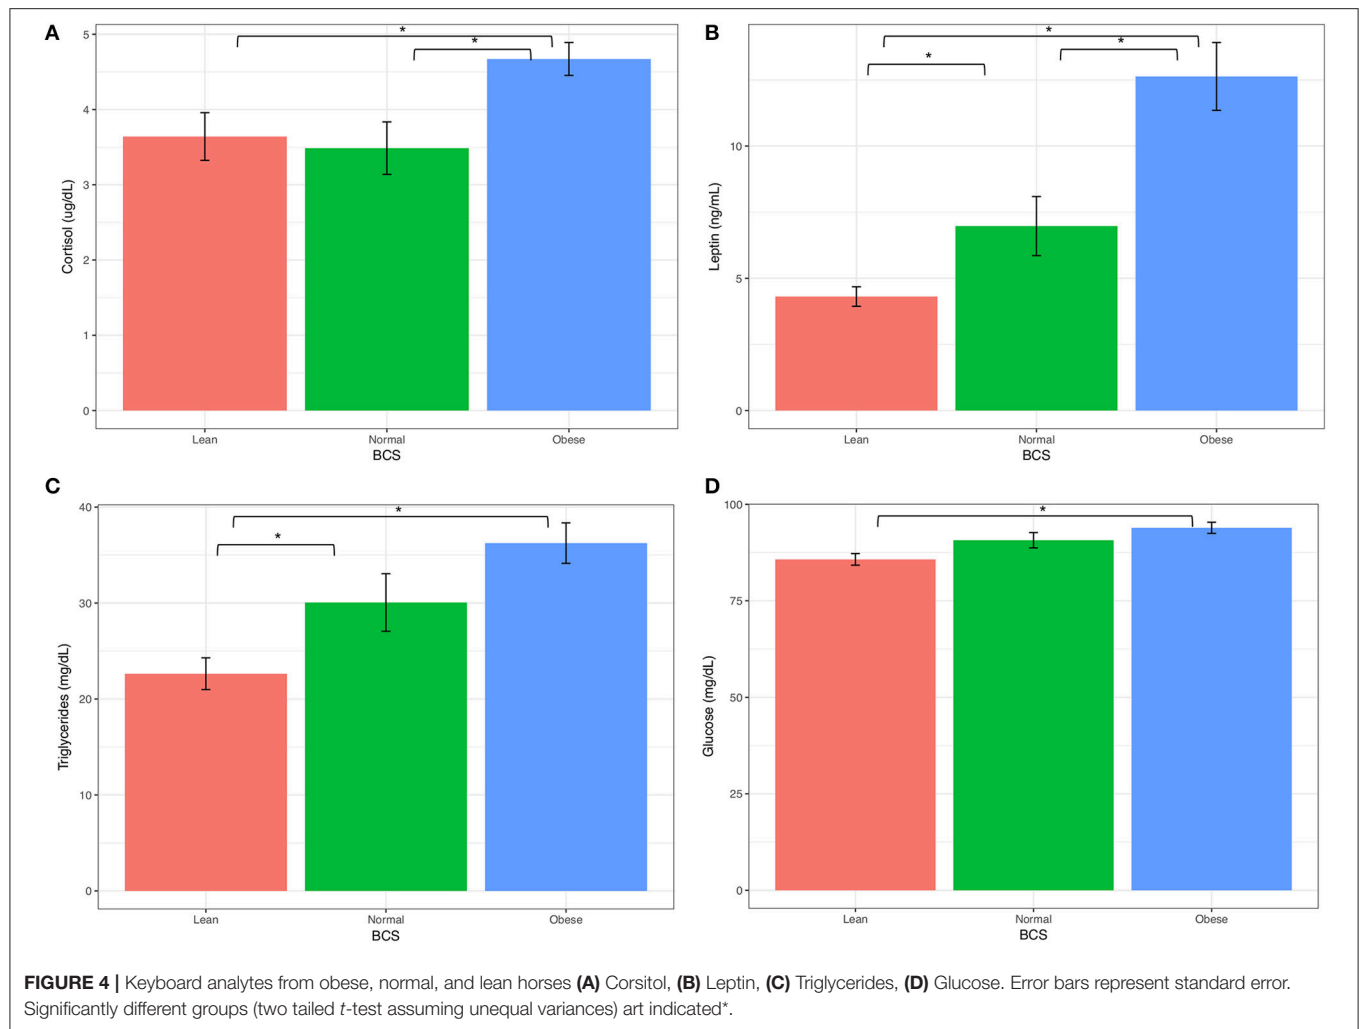 A
*
*
5
4
3
2
1
0
Cortisol (ug/dL)
Lean Normal Obese
BCS
B
*
*
*
10
5
0
Leptin (ng/mL)
Lean Normal Obese
BCS
C
*
*
40
30
20
10
0
Triglycerides (mg/dL)
Lean Normal Obese
BCS
D
*
100
75
50
25
0
Glucose (mg/dL)
Lean Normal Obese
BCS
FIGURE 4 | Keyboard analytes from obese, normal, and lean horses (A) Corsitol, (B) Leptin, (C) Triglycerides, (D) Glucose. Error bars represent standard error.
Significantly different groups (two tailed t-test assuming unequal variances) art indicated*.